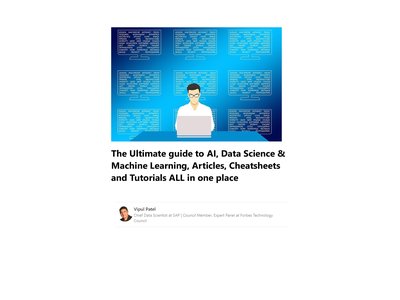 The Ultimate guide to AI, Data Science &
Machine Learning, Articles, Cheatsheets
and Tutorials ALL in one place
Vipul Patel
Chief Data Scientist at SAP | Council Member, Expert Panel at Forbes Technology
Council